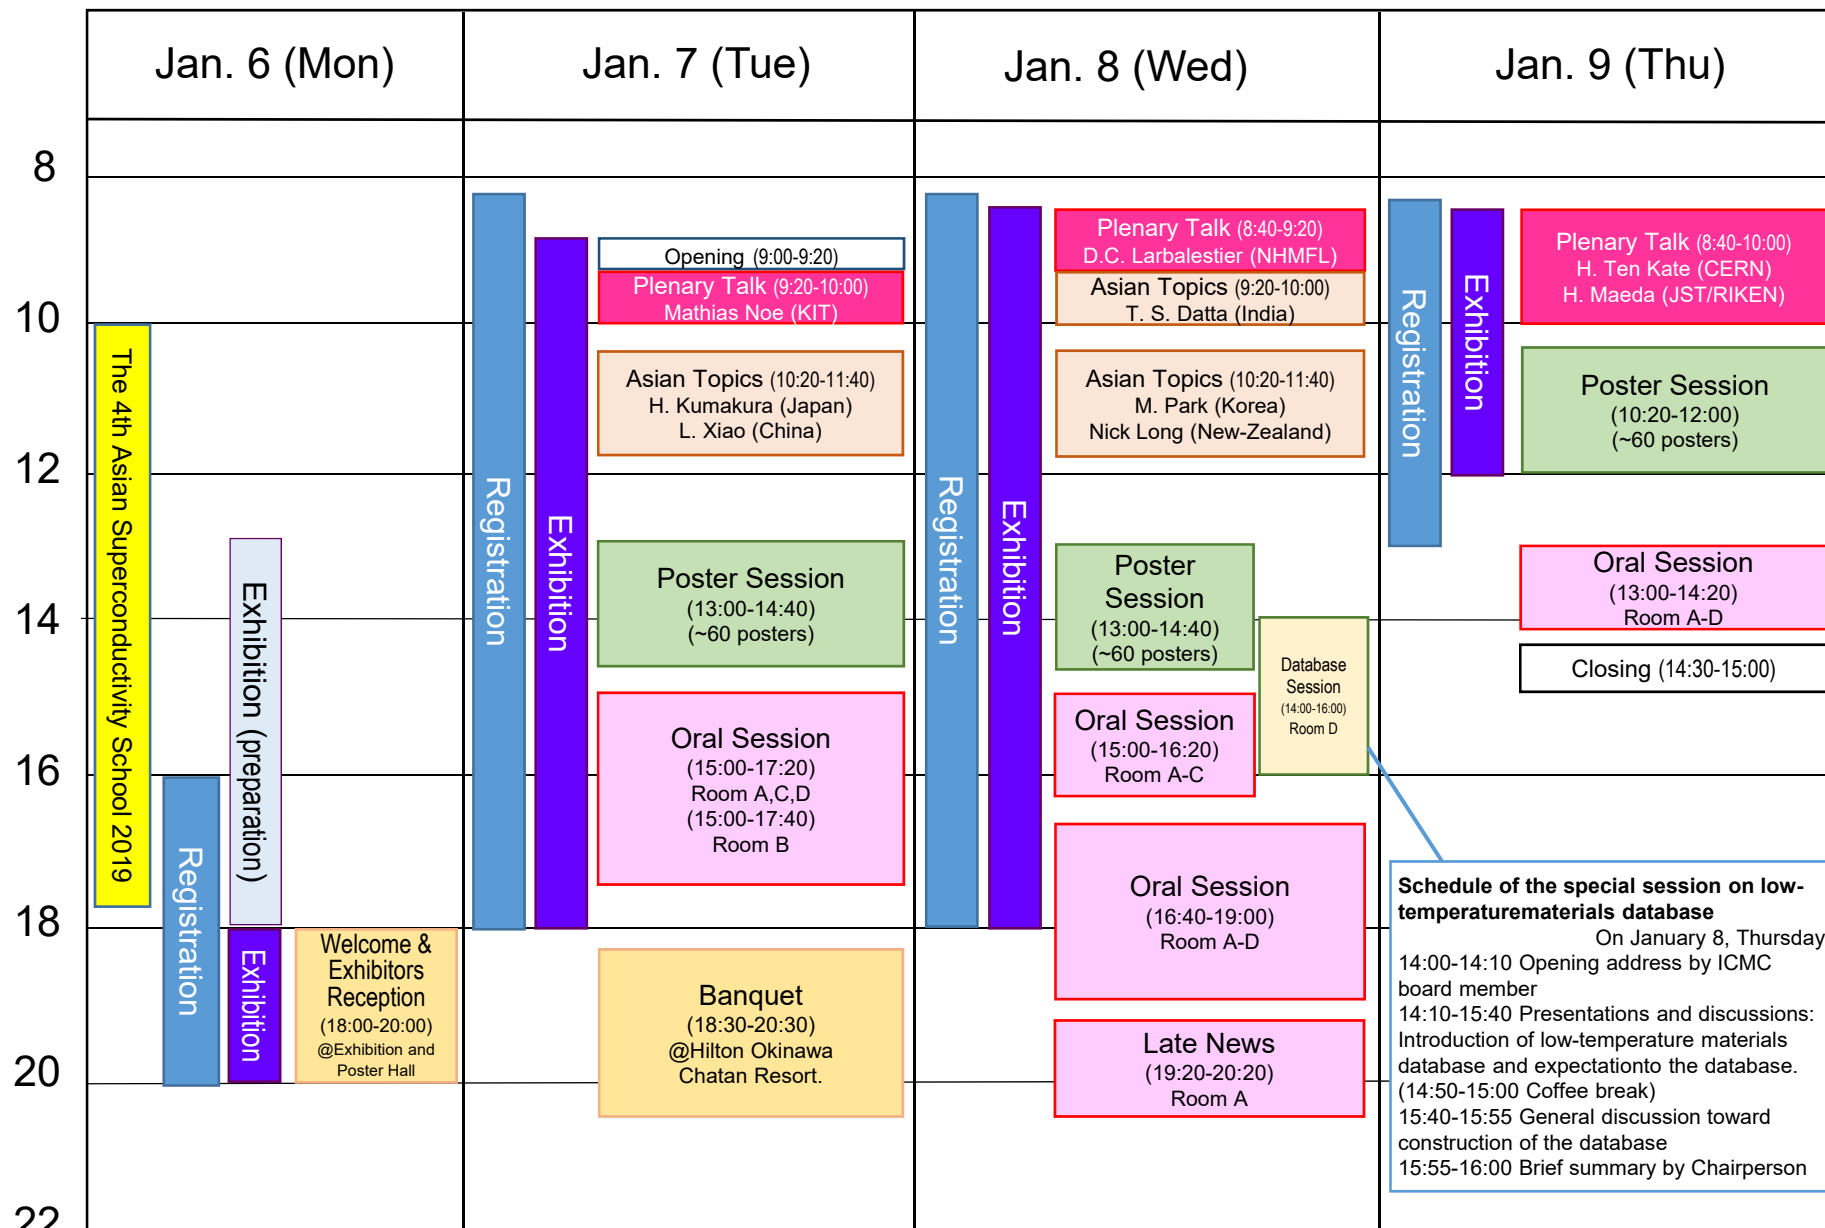 Jan. 6 (Mon)
Jan. 7 (Tue)
Jan. 8 (Wed)
Jan. 9 (Thu)
8
10
12
14
16
18
20
22
The 4th Asian Superconductivity School 2019
Registration
Exhibition (preparation)
Exhibition
Welcome &
Exhibitors
Reception
(18:00-20:00)
@Exhibition and
Poster Hall
Registration
Exhibition
Opening (9:00-9:20)
Plenary Talk (9:20-10:00)
Mathias Noe (KIT)
Asian Topics (10:20-11:40)
H. Kumakura (Japan)
L. Xiao (China)
Poster Session
(13:00-14:40)
(~60 posters)
Oral Session
(15:00-17:20)
Room A,C,D
(15:00-17:40)
Room B
Banquet
(18:30-20:30)
@Hilton Okinawa
Chatan Resort.
Registration
Exhibition
Plenary Talk (8:40-9:20)
D.C. Larbalestier (NHMFL)
Asian Topics (9:20-10:00)
T. S. Datta (India)
Asian Topics (10:20-11:40)
M. Park (Korea)
Nick Long (New-Zealand)
Poster
Session
(13:00-14:40)
(~60 posters)
Database
Session
(14:00-16:00)
Room D
Oral Session
(15:00-16:20)
Room A-C
Oral Session
(16:40-19:00)
Room A-D
Late News
(19:20-20:20)
Room A
Registration
Exhibition
Plenary Talk (8:40-10:00)
H. Ten Kate (CERN)
H. Maeda (JST/RIKEN)
Poster Session
(10:20-12:00)
(~60 posters)
Oral Session
(13:00-14:20)
Room A-D
Closing (14:30-15:00)
Schedule of the special session on low-
temperaturematerials database
On January 8, Thursday
14:00-14:10 Opening address by ICMC
board member
14:10-15:40 Presentations and discussions:
Introduction of low-temperature materials
database and expectationto the database.
(14:50-15:00 Coffee break)
15:40-15:55 General discussion toward
construction of the database
15:55-16:00 Brief summary by Chairperson